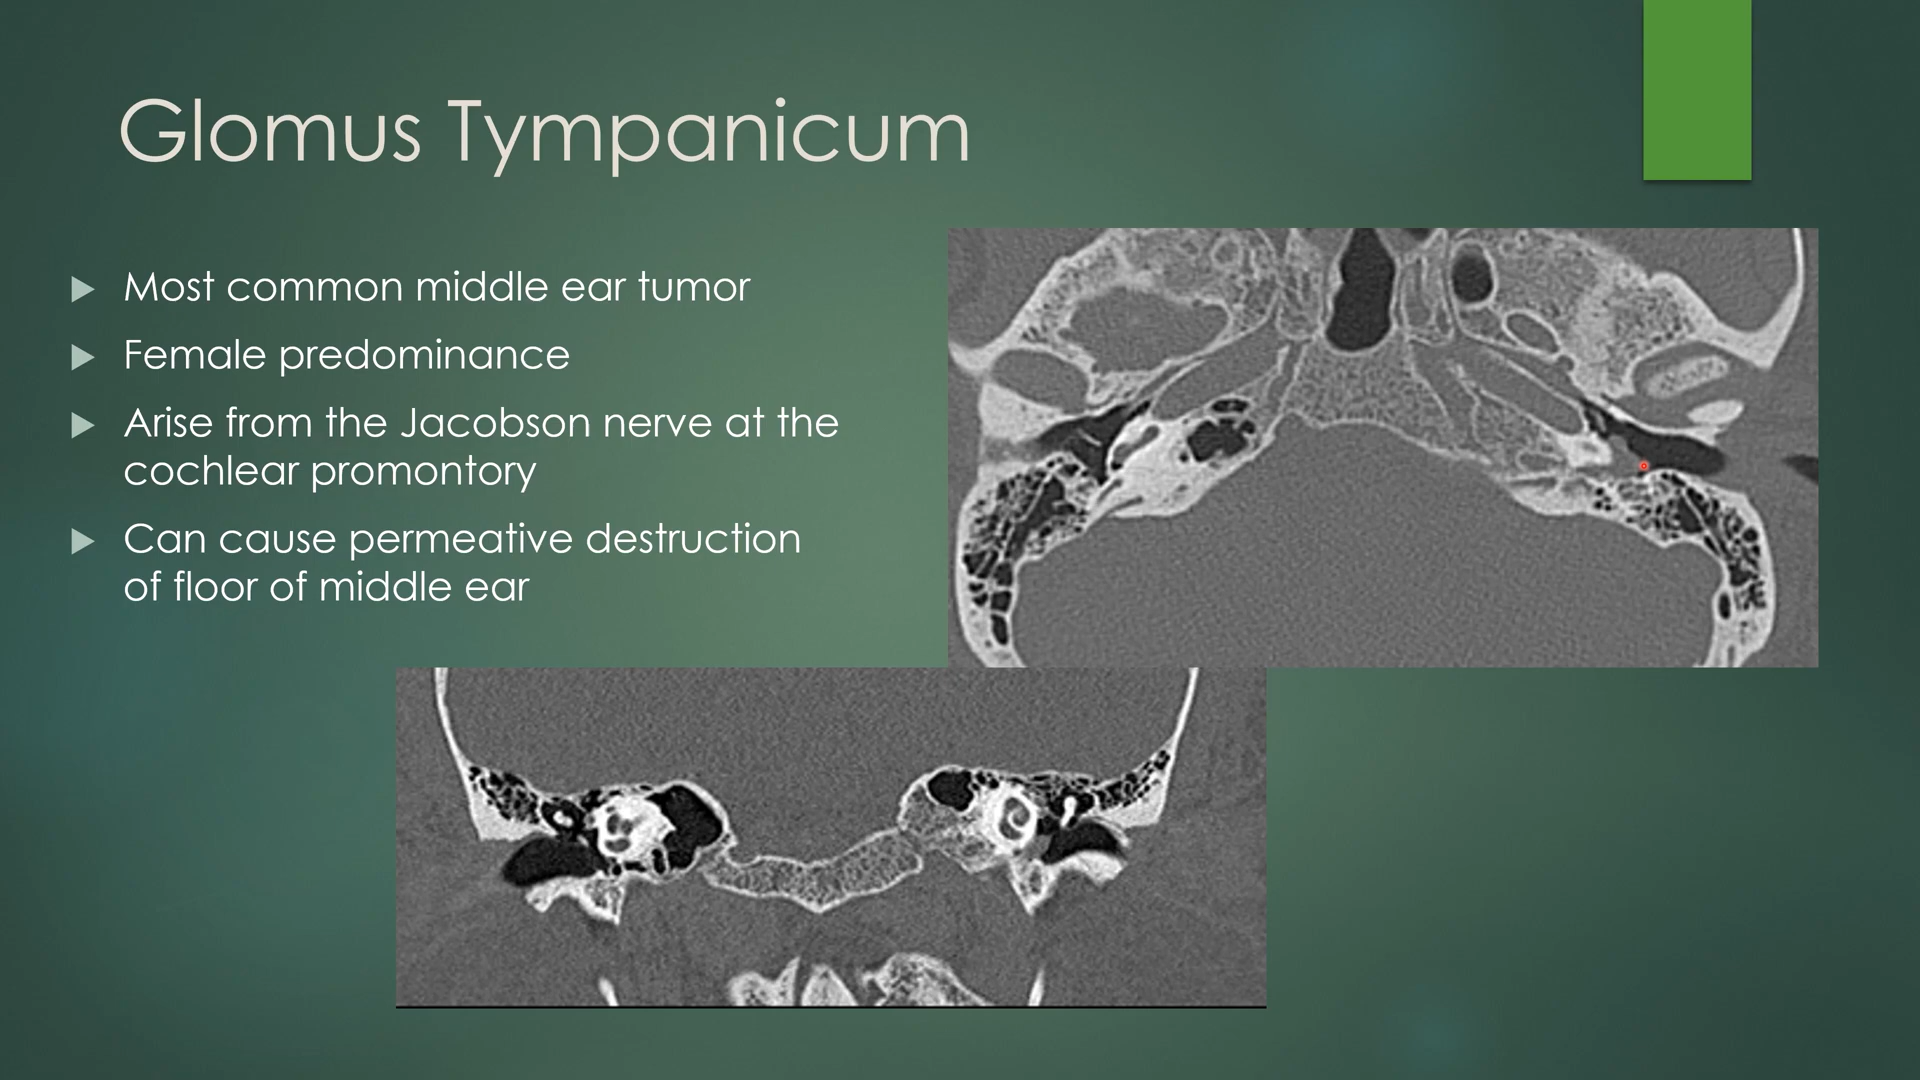 Glomus Tympanicum
Most common middle ear tumor
Female predominance
Arise from the Jacobson nerve at the
cochlear promontory
Can cause permeative destruction
of floor of middle ear